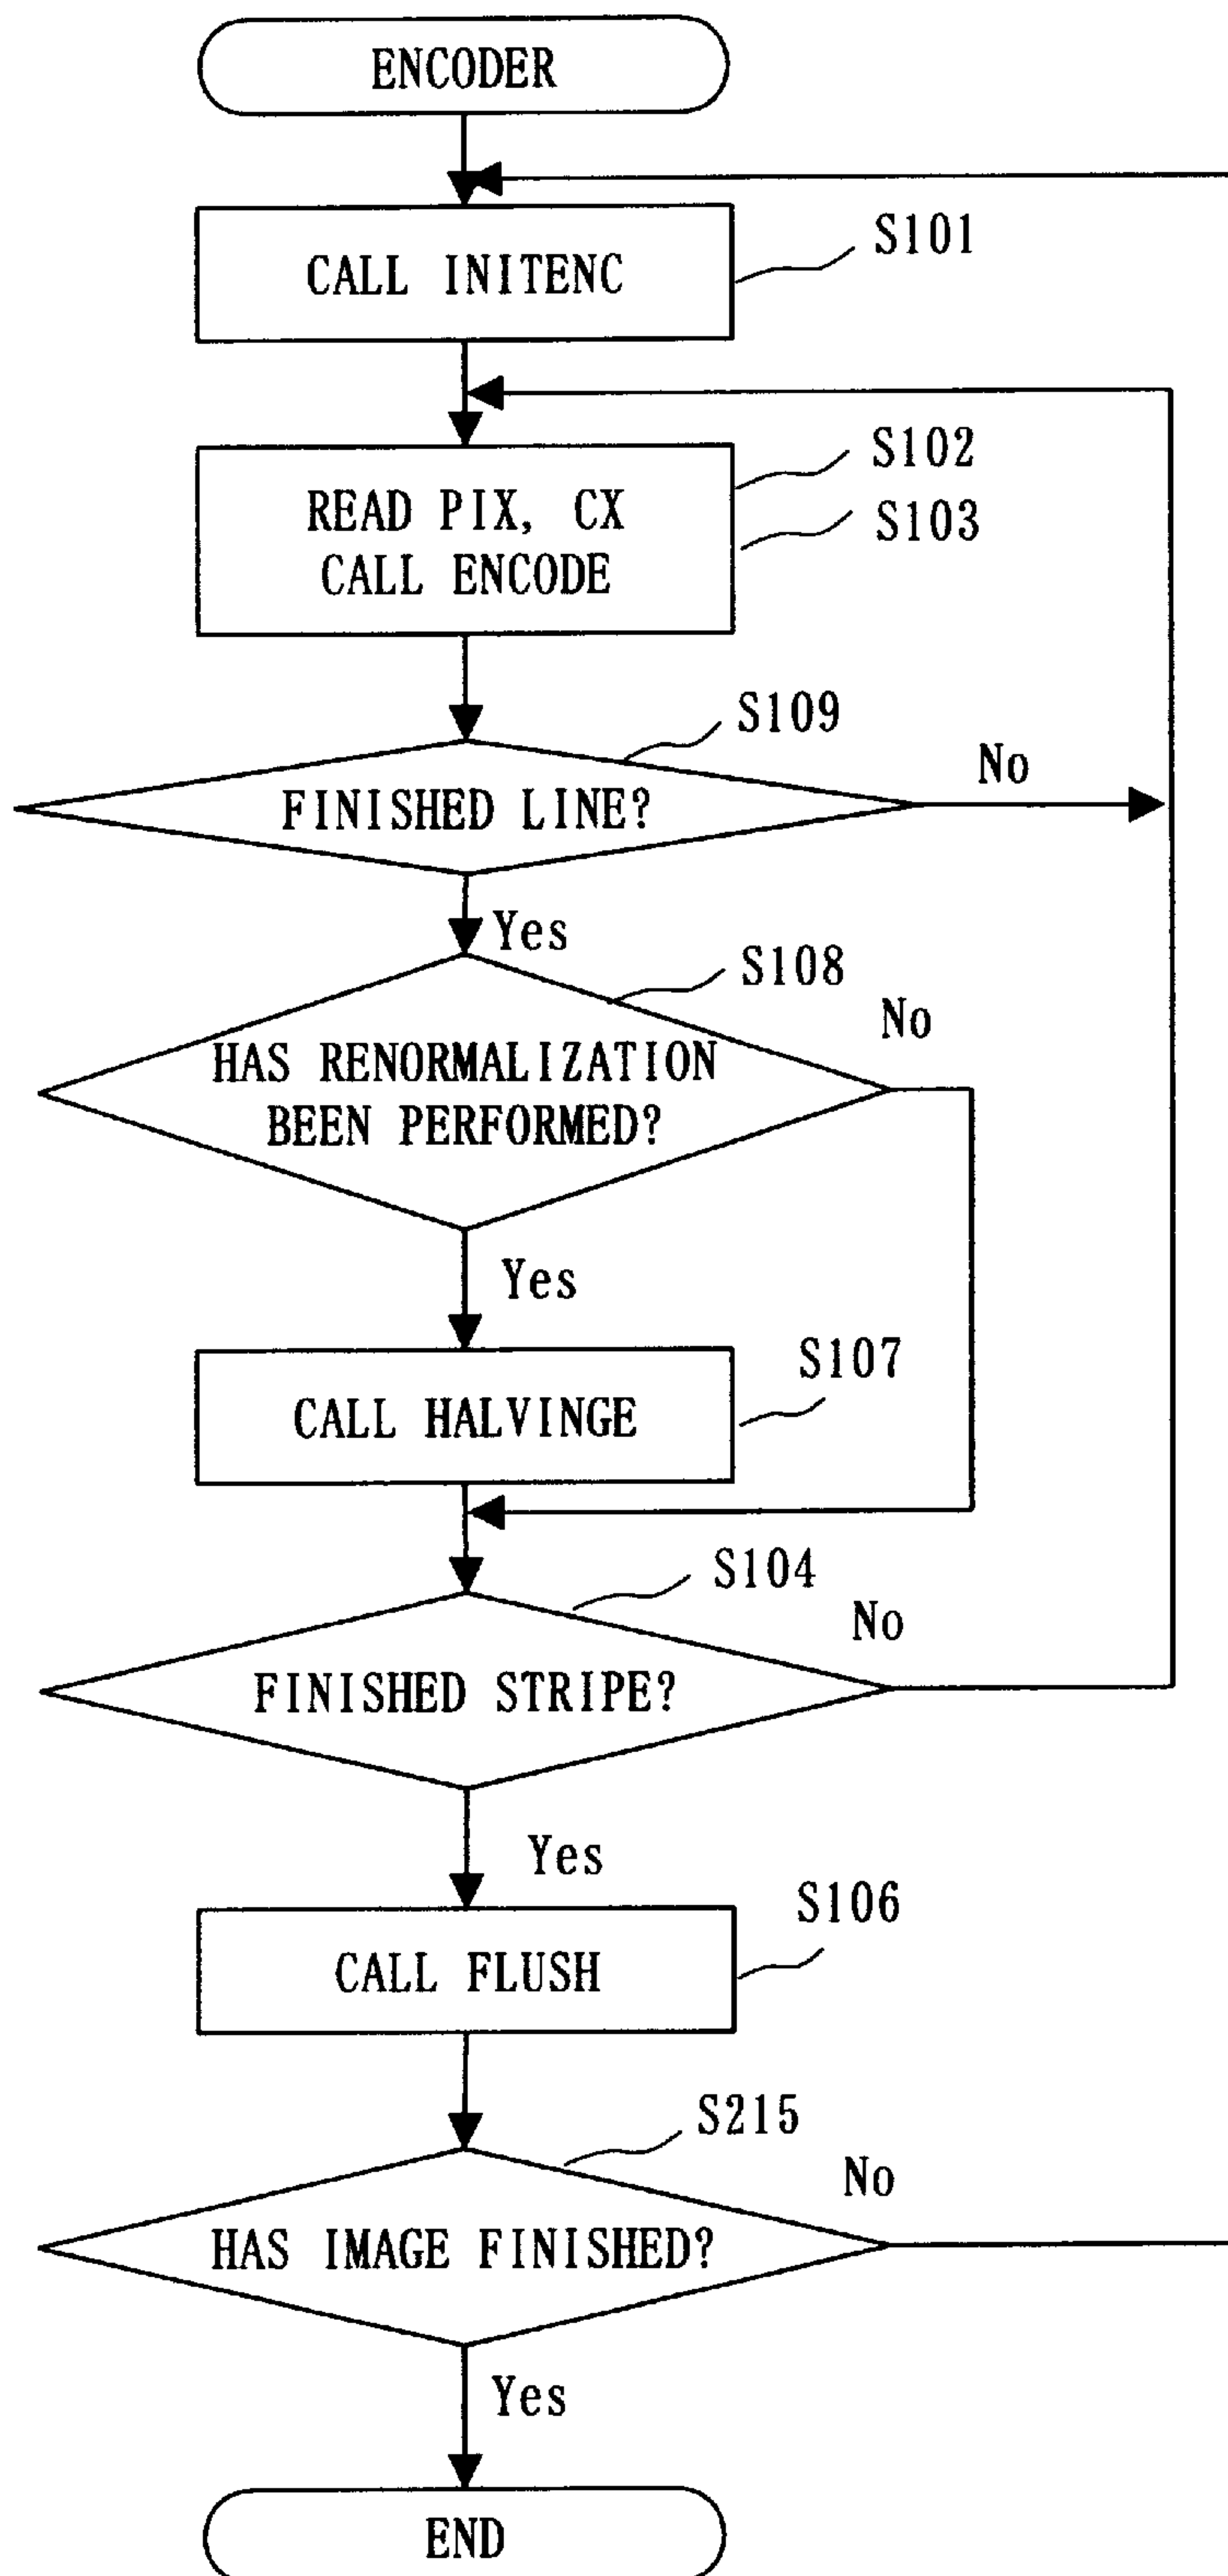 ENCODER
CALL INITENC
S101
READ PIX, CX
CALL ENCODE
S102
S103
FINISHED LINE?
S109
No
Yes
HAS RENORMALIZATION
BEEN PERFORMED?
S108
No
Yes
CALL HALVINGE
S107
FINISHED STRIPE?
S104
No
Yes
CALL FLUSH
S106
HAS IMAGE FINISHED?
S215
No
Yes
END